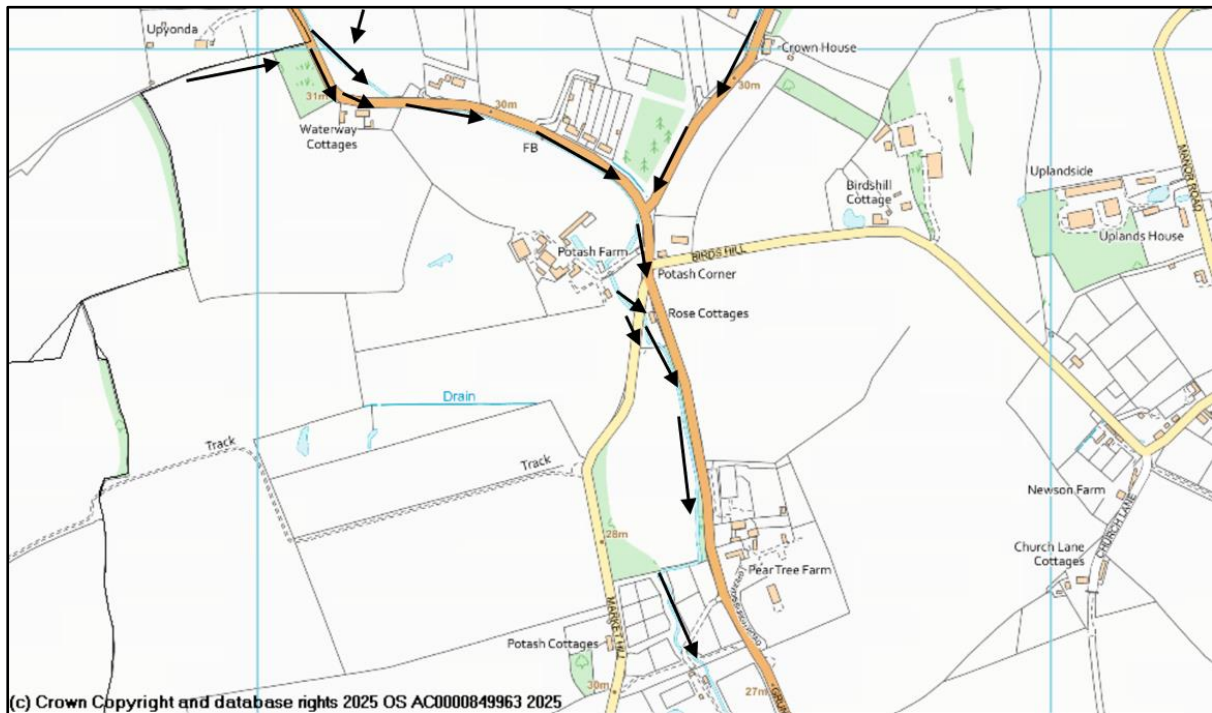 Upyonda
Crown House
31m
30m
30m
Waterway
Cottages
FB
MANOR ROAD
Uplandside
Birdshill
Cottage
Uplands House
Potash Farm
BIRDS HILL
Potash Corner
Rose Cottages
Drain
Track
Track
Newson Farm
CHURCH LANE
28m
Church Lane
Cottages
Pear Tree Farm
MARKET HILL
Potash Cottages
30m
27m
(c) Crown Copyright and database rights 2025 OS AC0000849963 2025